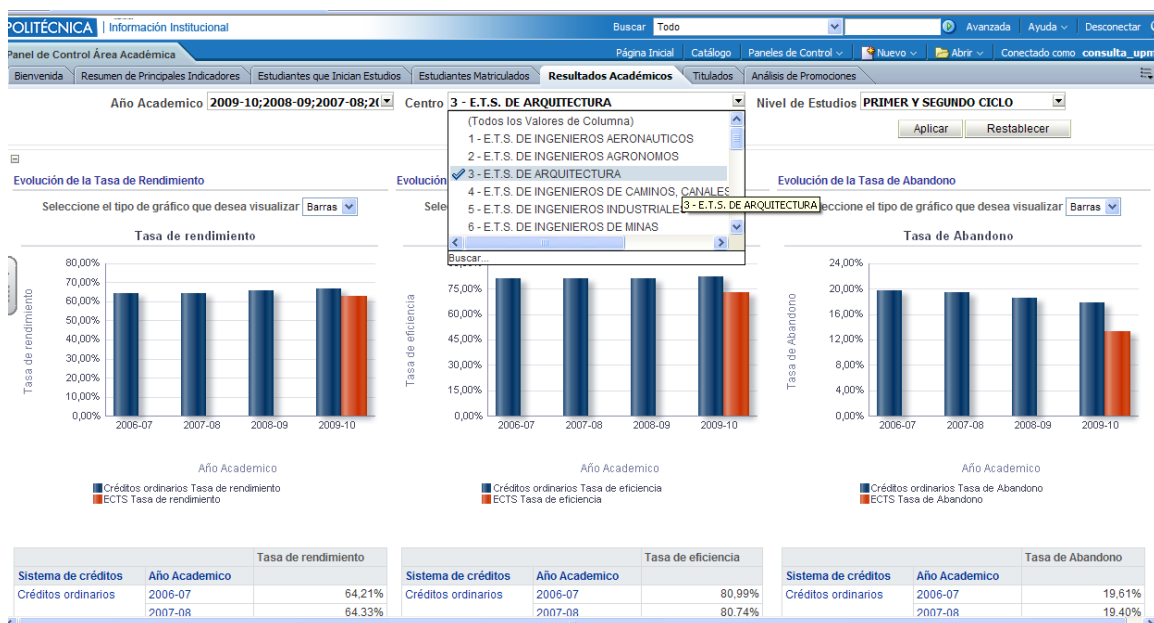 POLITÉCNICA | Información Institucional Buscar Todo Avanzada Ayuda Desconectar
Panel de Control Área Académica Página Inicial Catálogo Paneles de Control Nuevo Abrir Conectado como consulta_upm
Bienvenida Resumen de Principales Indicadores Estudiantes que Inician Estudios Estudiantes Matriculados Resultados Académicos Titulados Análisis de Promociones
Año Academico 2009-10;2008-09;2007-08;2( Centro 3 - E.T.S. DE ARQUITECTURA Nivel de Estudios PRIMER Y SEGUNDO CICLO
(Todos los Valores de Columna)
Aplicar Restablecer
1 - E.T.S. DE INGENIEROS AERONAUTICOS
2 - E.T.S. DE INGENIEROS AGRONOMOS
3 - E.T.S. DE ARQUITECTURA
4 - E.T.S. DE INGENIEROS DE CAMINOS, CANALES
5 - E.T.S. DE INGENIEROS INDUSTRIALE
3 - E.T.S. DE ARQUITECTURA
6 - E.T.S. DE INGENIEROS DE MINAS
Buscar...
Evolución de la Tasa de Rendimiento
Seleccione el tipo de gráfico que desea visualizar Barras
Tasa de rendimiento
80,00%
70,00%
60,00%
50,00%
40,00%
30,00%
20,00%
10,00%
0,00%
Tasa de rendimiento
2006-07 2007-08 2008-09 2009-10
Año Academico
Créditos ordinarios Tasa de rendimiento
ECTS Tasa de rendimiento
Evolución
Sele
75,00%
60,00%
45,00%
30,00%
15,00%
0,00%
Tasa de eficiencia
2006-07 2007-08 2008-09 2009-10
Año Academico
Créditos ordinarios Tasa de eficiencia
ECTS Tasa de eficiencia
Evolución de la Tasa de Abandono
eccione el tipo de gráfico que desea visualizar Barras
Tasa de Abandono
24,00%
20,00%
16,00%
12,00%
8,00%
4,00%
0,00%
Tasa de Abandono
2006-07 2007-08 2008-09 2009-10
Año Academico
Créditos ordinarios Tasa de Abandono
ECTS Tasa de Abandono
Tasa de rendimiento
Sistema de créditos Año Academico
Créditos ordinarios 2006-07 64,21%
2007-08 64,33%
Tasa de eficiencia
Sistema de créditos Año Academico
Créditos ordinarios 2006-07 80,99%
2007-08 80,74%
Tasa de Abandono
Sistema de créditos Año Academico
Créditos ordinarios 2006-07 19,61%
2007-08 19,40%